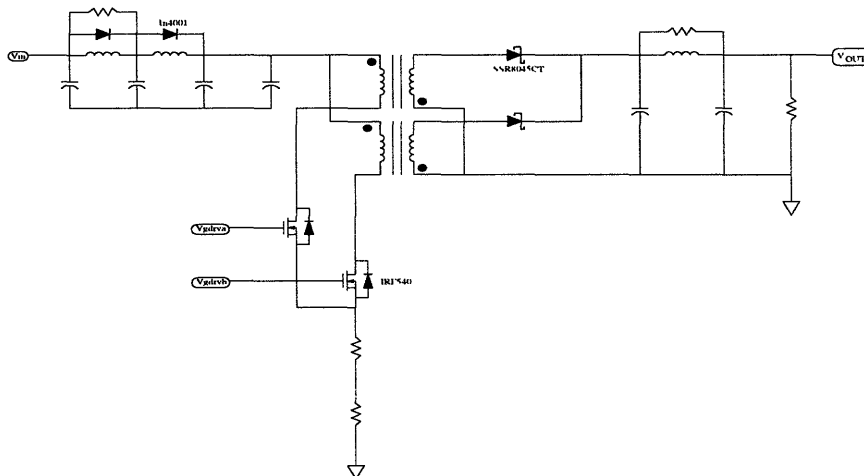 1n4001
Vin
VOUT
SSR8045CT
Vgdrva
Vgdrvb
IRF540